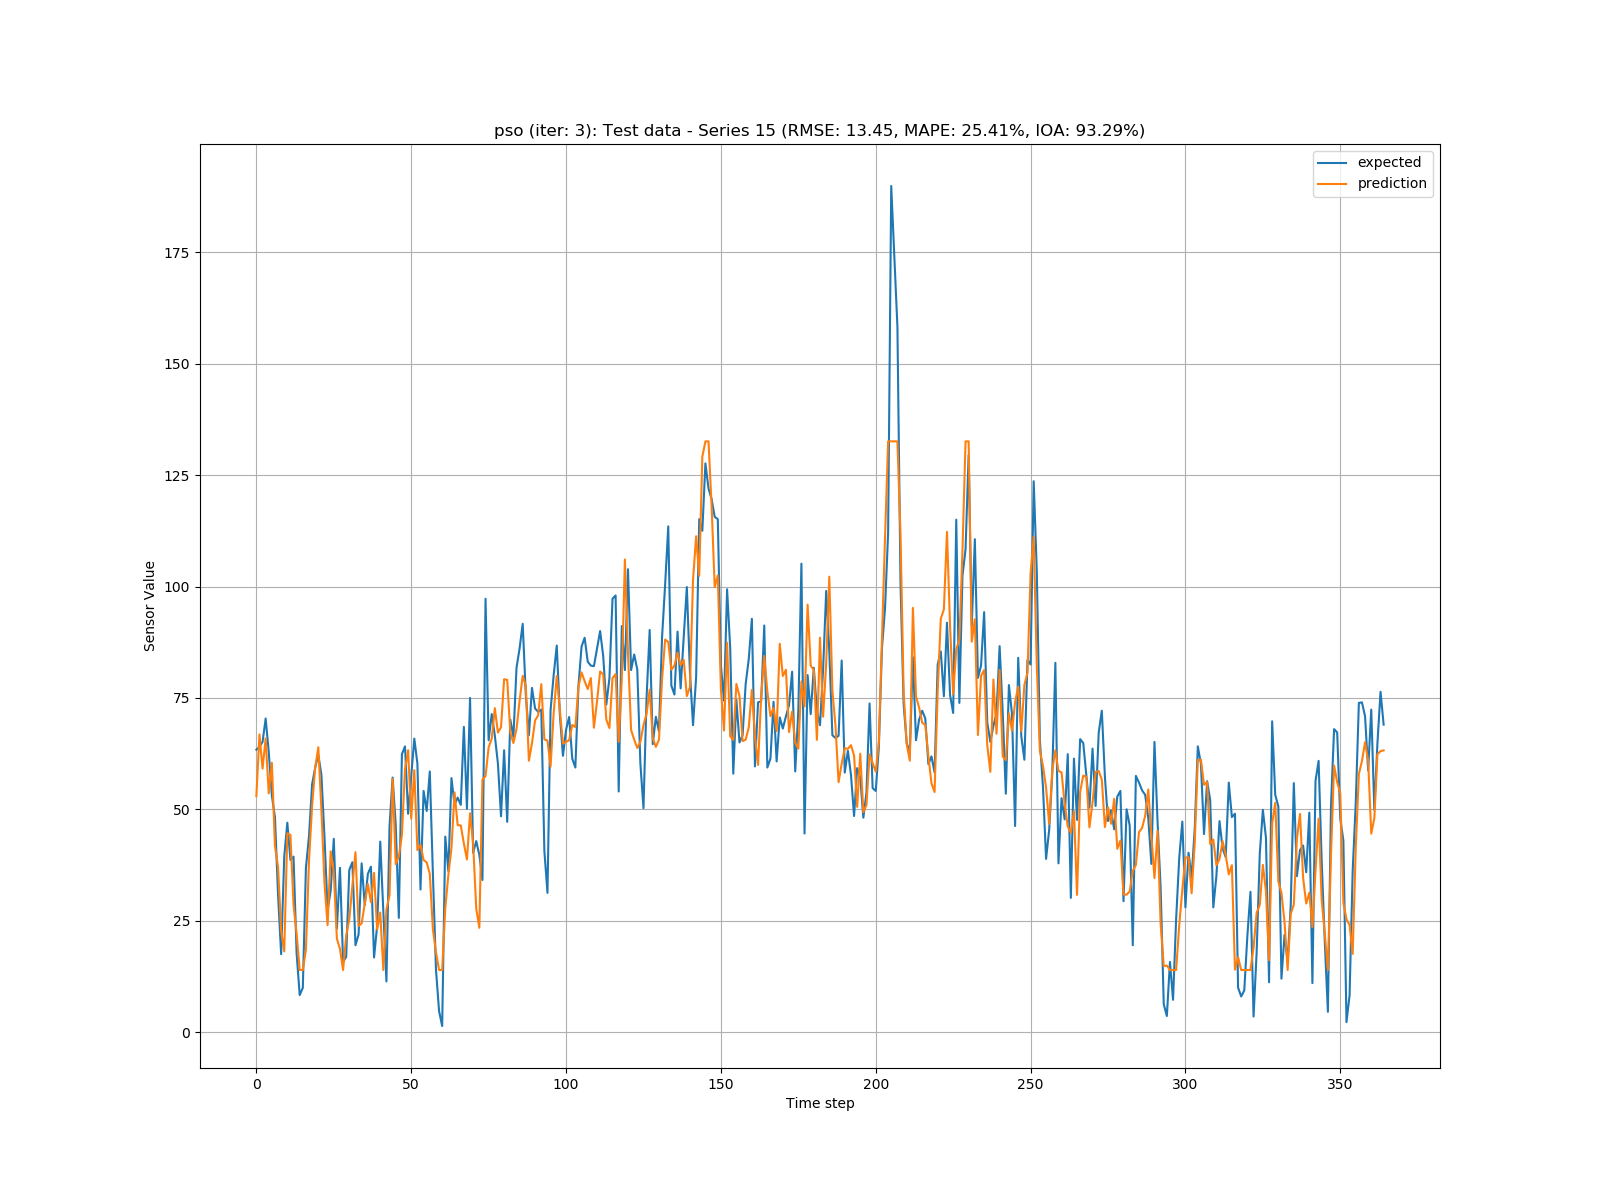 pso (iter: 3): Test data - Series 15 (RMSE: 13.45, MAPE: 25.41%, IOA: 93.29%)
expected
prediction
175
150
125
100
75
50
25
0
Sensor Value
0 50 100 150 200 250 300 350
Time step